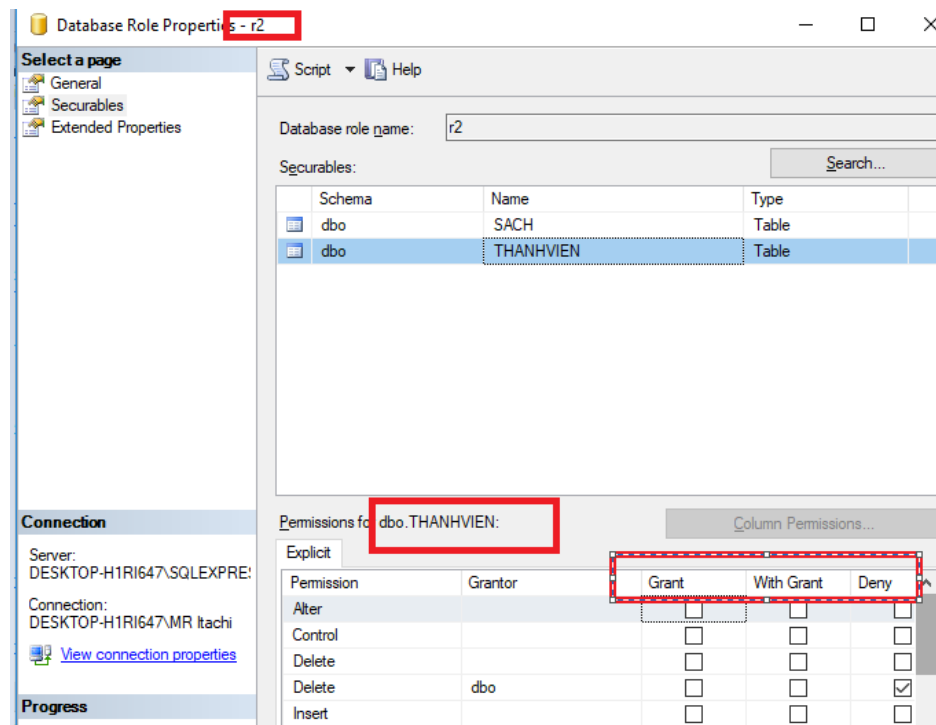 Database Role Properties - r2
Select a page
General
Securables
Extended Properties
Script
Help
Database role name: r2
Securables:
Search...
Schema Name Type
dbo SACH Table
dbo THANHVIEN Table
Connection
Server:
DESKTOP-H1RI647\SQLEXPRE
Connection:
DESKTOP-H1RI647\MR Itachi
View connection properties
Progress
Permissions fo dbo.THANHVIEN:
Column Permissions...
Explicit
Permission Grantor Grant With Grant Deny
Alter
Control
Delete
Delete dbo
Insert